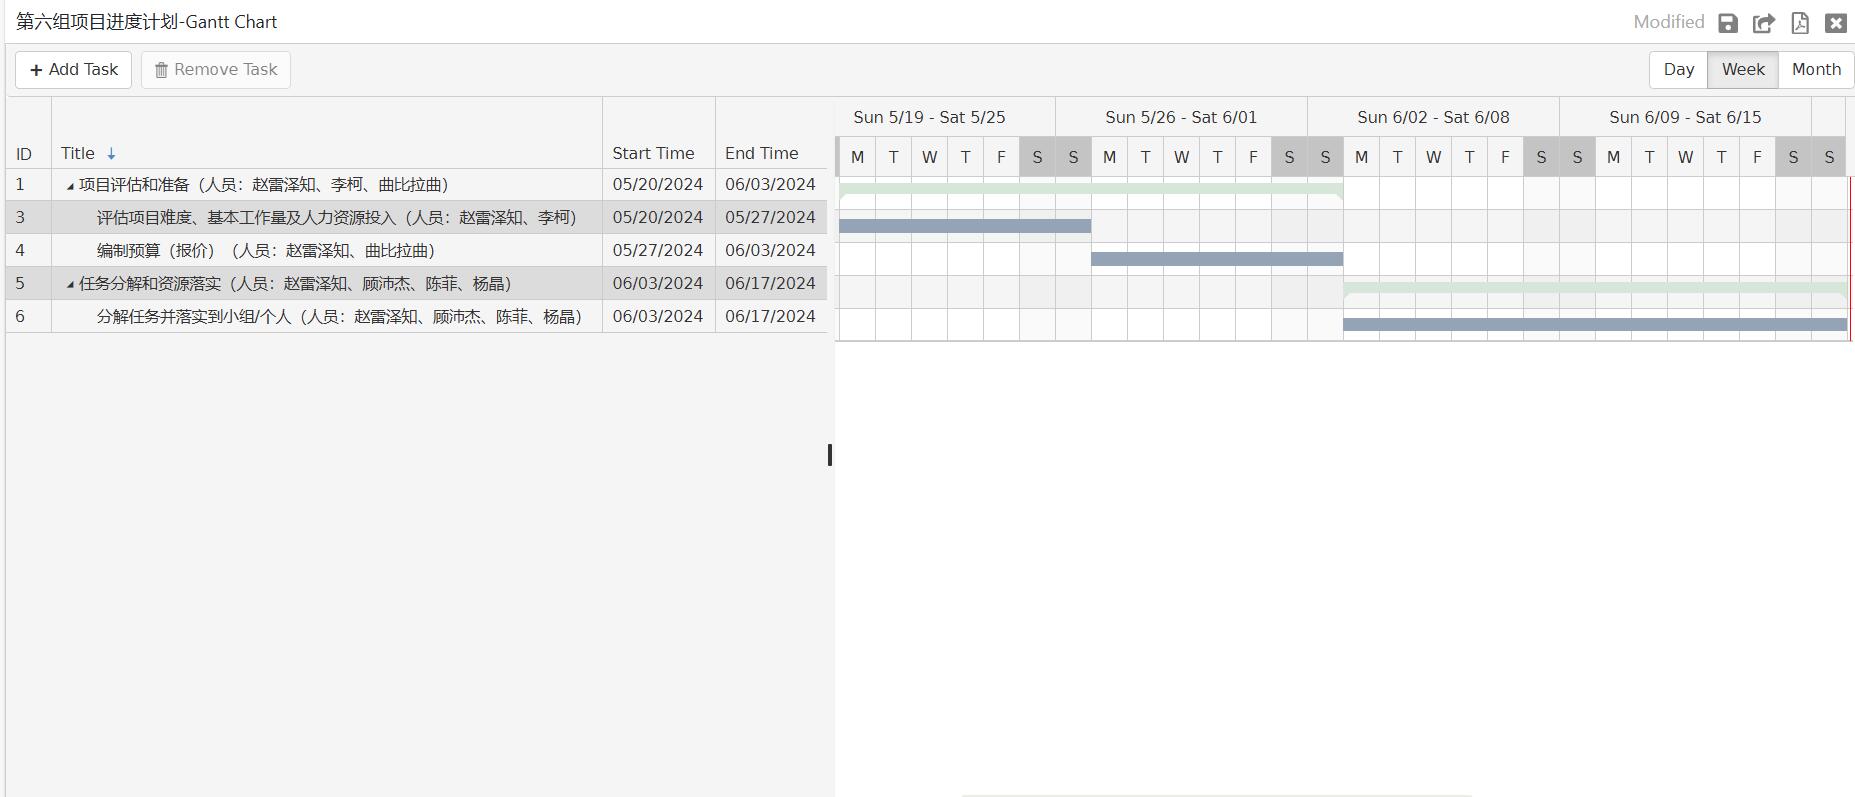 第六组项目进度计划-Gantt Chart
Modified
Add Task
Remove Task
Day
Week
Month
Sun 5/19 - Sat 5/25
Sun 5/26 - Sat 6/01
Sun 6/02 - Sat 6/08
Sun 6/09 - Sat 6/15
ID Title Start Time End Time
M T W T F S S M T W T F S S M T W T F S S M T W T F S S
1 项目评估和准备（人员：赵雷泽知、李柯、曲比拉曲） 05/20/2024 06/03/2024
3 评估项目难度、基本工作量及人力资源投入（人员：赵雷泽知、李柯） 05/20/2024 05/27/2024
4 编制预算（报价）（人员：赵雷泽知、曲比拉曲） 05/27/2024 06/03/2024
5 任务分解和资源落实（人员：赵雷泽知、顾沛杰、陈菲、杨晶） 06/03/2024 06/17/2024
6 分解任务并落实到小组/个人（人员：赵雷泽知、顾沛杰、陈菲、杨晶） 06/03/2024 06/17/2024